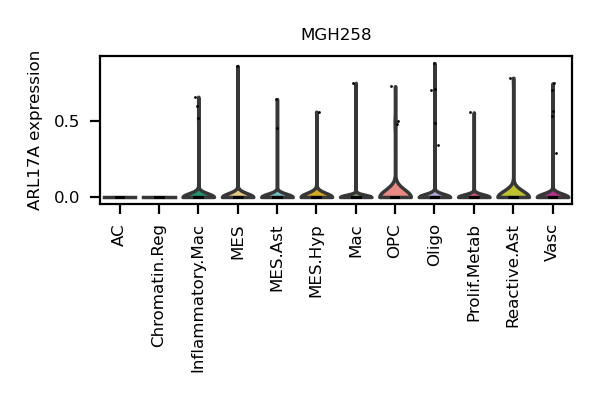 MGH258
ARL17A expression
0.5
0.0
AC
Chromatin.Reg
Inflammatory.Mac
MES
MES.Ast
MES.Hyp
Mac
OPC
Oligo
Prolif.Metab
Reactive.Ast
Vasc